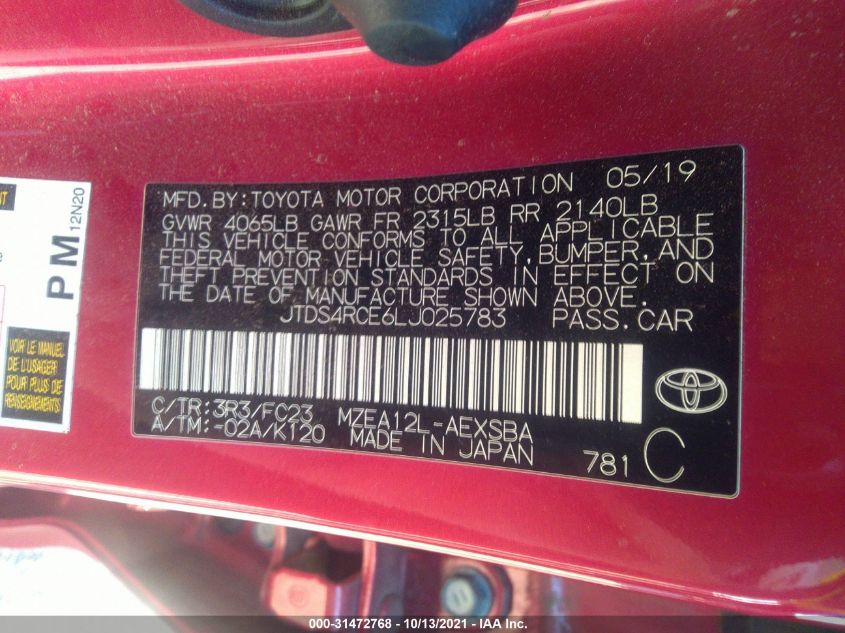 MFD.BY:TOYOTA MOTOR CORPORATION 05/19
GVWR 4065LB GAWR FR 2315LB RR 2140LB
THIS VEHICLE CONFORMS TO ALL APPLICABLE
FEDERAL MOTOR VEHICLE SAFETY,BUMPER,AND
THEFT PREVENTION STANDARDS IN EFFECT ON
THE DATE OF MANUFACTURE SHOWN ABOVE.
JTDS4RCE6LJ025783 PASS.CAR
C/TR:3R3/FC23 MZEA12L-AEXSBA
A/TM:-02A/K120 MADE IN JAPAN 781 C
PM 12N20
VOIR LE MANUEL
DE L'USAGER
POUR PLUS DE
RENSEIGNEMENTS
000-31472768 | 10/13/2021 - IAA Inc.